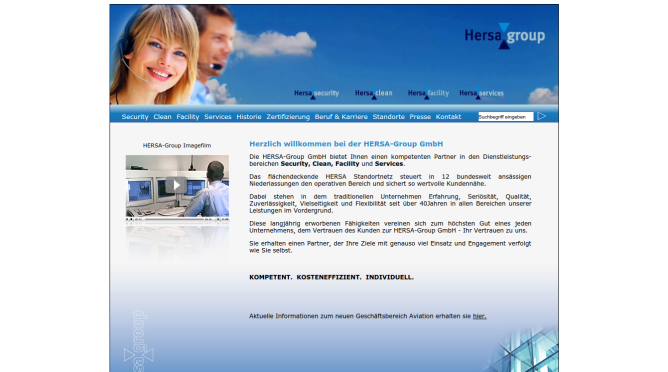 Hersa group
Hersa security Hersa clean Hersa facility Hersa services
Security Clean Facility Services Historie Zertifizierung Beruf & Karriere Standorte Presse Kontakt
Suchbegriff eingeben
HERSA-Group Imagefilm
Herzlich willkommen bei der HERSA-Group GmbH
Die HERSA-Group GmbH bietet Ihnen einen kompetenten Partner in den Dienstleistungs-
bereichen Security, Clean, Facility und Services.
Das flächendeckende HERSA Standortnetz steuert in 12 bundesweit ansässigen
Niederlassungen den operativen Bereich und sichert so wertvolle Kundennähe.
Dabei stehen in dem traditionellen Unternehmen Erfahrung, Seriösität, Qualität,
Zuverlässigkeit, Vielseitigkeit und Flexibilität seit über 40Jahren in allen Bereichen unserer
Leistungen im Vordergrund.
Diese langjährig erworbenen Fähigkeiten vereinen sich zum höchsten Gut eines jeden
Unternehmens, dem Vertrauen des Kunden zur HERSA-Group GmbH - Ihr Vertrauen zu uns.
Sie erhalten einen Partner, der Ihre Ziele mit genauso viel Einsatz und Engagement verfolgt
wie Sie selbst.
KOMPETENT. KOSTENEFFIZIENT. INDIVIDUELL.
Aktuelle Informationen zum neuen Geschäftsbereich Aviation erhalten sie hier.